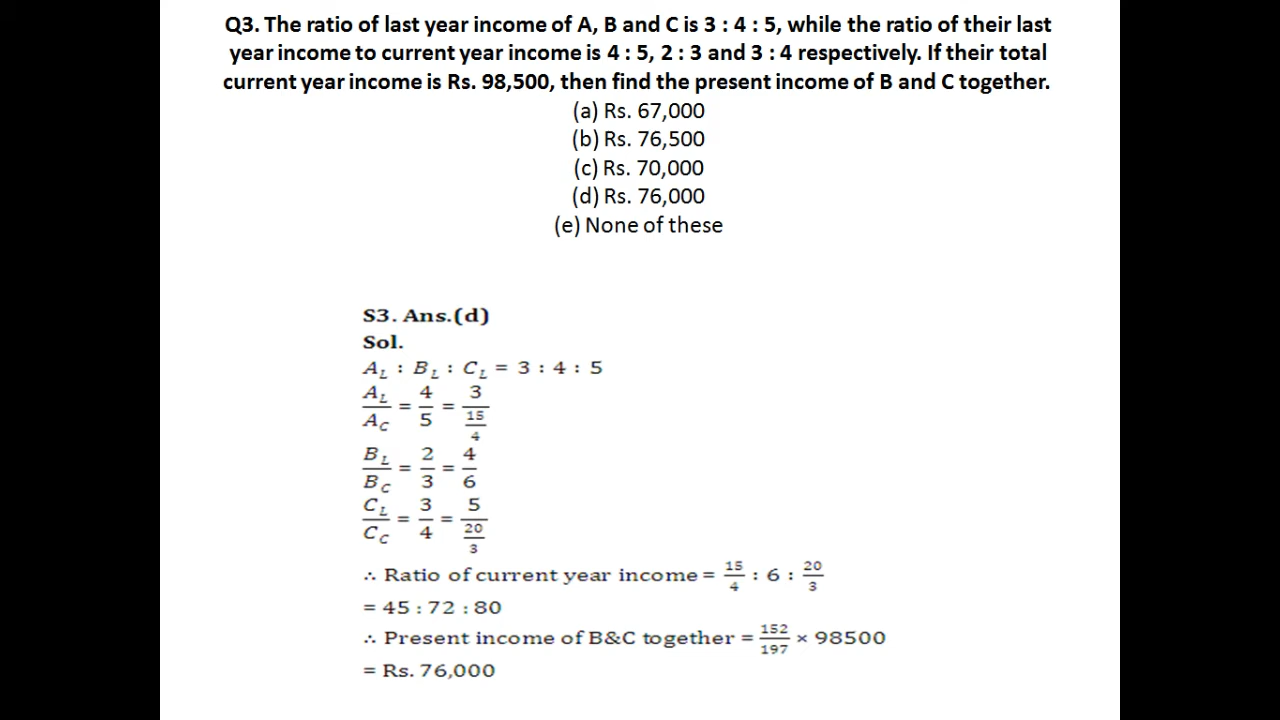 Q3. The ratio of last year income of A, B and C is 3 : 4 : 5, while the ratio of their last
year income to current year income is 4 : 5, 2 : 3 and 3 : 4 respectively. If their total
current year income is Rs. 98,500, then find the present income of B and C together.
(a) Rs. 67,000
(b) Rs. 76,500
(c) Rs. 70,000
(d) Rs. 76,000
(e) None of these
S3. Ans.(d)
Sol.
A_L : B_L : C_L = 3 : 4 : 5
A_L/A_C = 4/5 = 3/(15/4)
B_L/B_C = 2/3 = 4/6
C_L/C_C = 3/4 = 5/(20/3)
∴ Ratio of current year income = 15/4 : 6 : 20/3
= 45 : 72 : 80
∴ Present income of B&C together = 152/197 × 98500
= Rs. 76,000